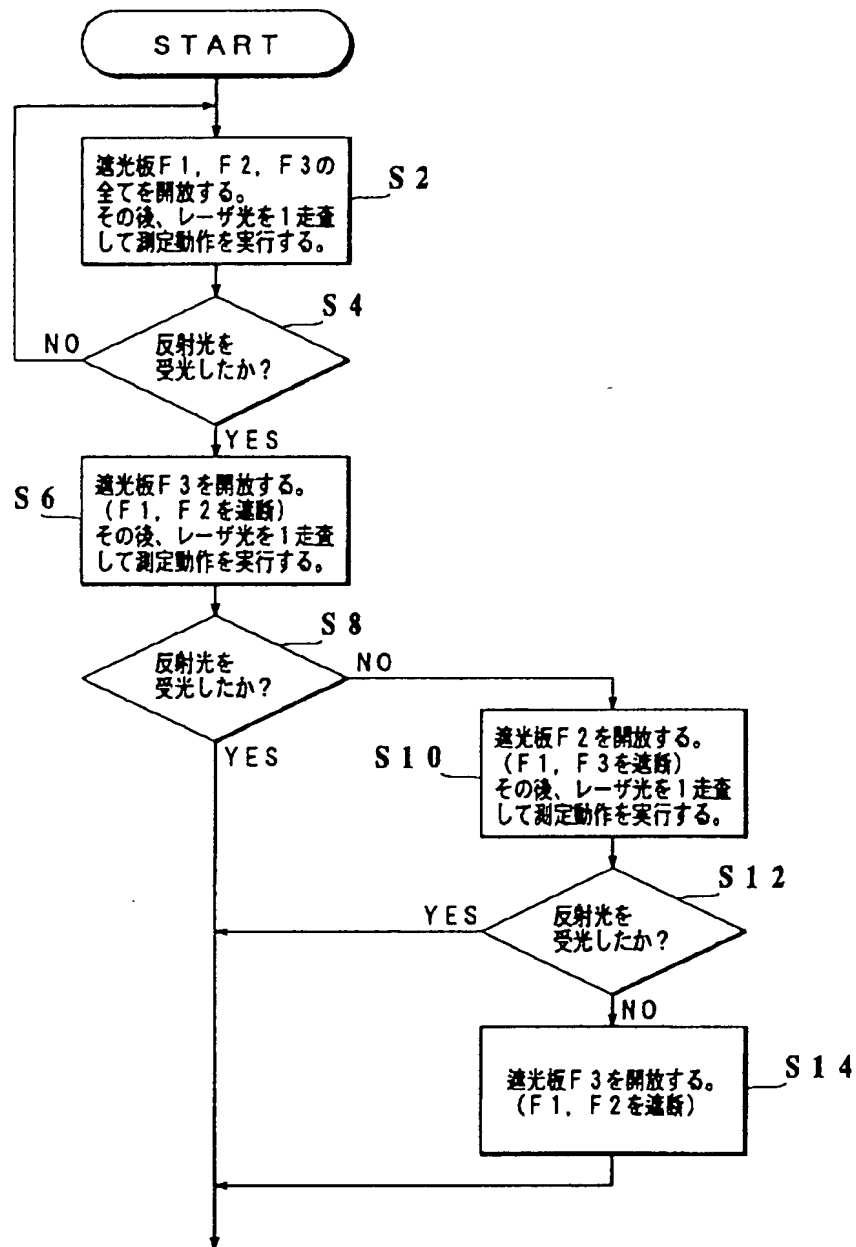 START
遮光板F1,F2,F3の
全てを開放する。
その後、レーザ光を1走査
して測定動作を実行する。
S2
S4
反射光を
受光したか?
NO
YES
S6
遮光板F3を開放する。
(F1,F2を遮断)
その後、レーザ光を1走査
して測定動作を実行する。
S8
反射光を
受光したか?
NO
YES
S10
遮光板F2を開放する。
(F1,F3を遮断)
その後、レーザ光を1走査
して測定動作を実行する。
S12
YES
反射光を
受光したか?
NO
S14
遮光板F3を開放する。
(F1,F2を遮断)